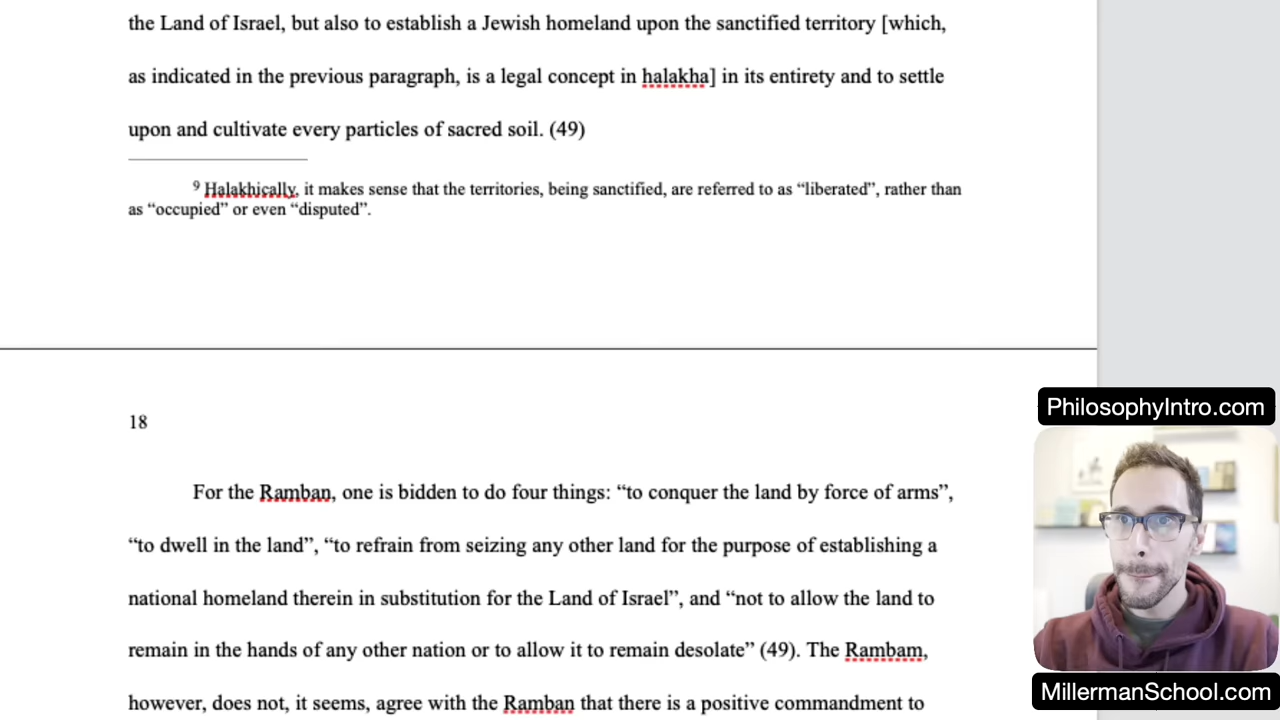 the Land of Israel, but also to establish a Jewish homeland upon the sanctified territory [which,
as indicated in the previous paragraph, is a legal concept in halakha] in its entirety and to settle
upon and cultivate every particles of sacred soil. (49)
9 Halakhically, it makes sense that the territories, being sanctified, are referred to as “liberated”, rather than
as “occupied” or even “disputed”.
18
For the Ramban, one is bidden to do four things: “to conquer the land by force of arms”,
“to dwell in the land”, “to refrain from seizing any other land for the purpose of establishing a
national homeland therein in substitution for the Land of Israel”, and “not to allow the land to
remain in the hands of any other nation or to allow it to remain desolate” (49). The Rambam,
however, does not, it seems, agree with the Ramban that there is a positive commandment to
PhilosophyIntro.com
MillermanSchool.com